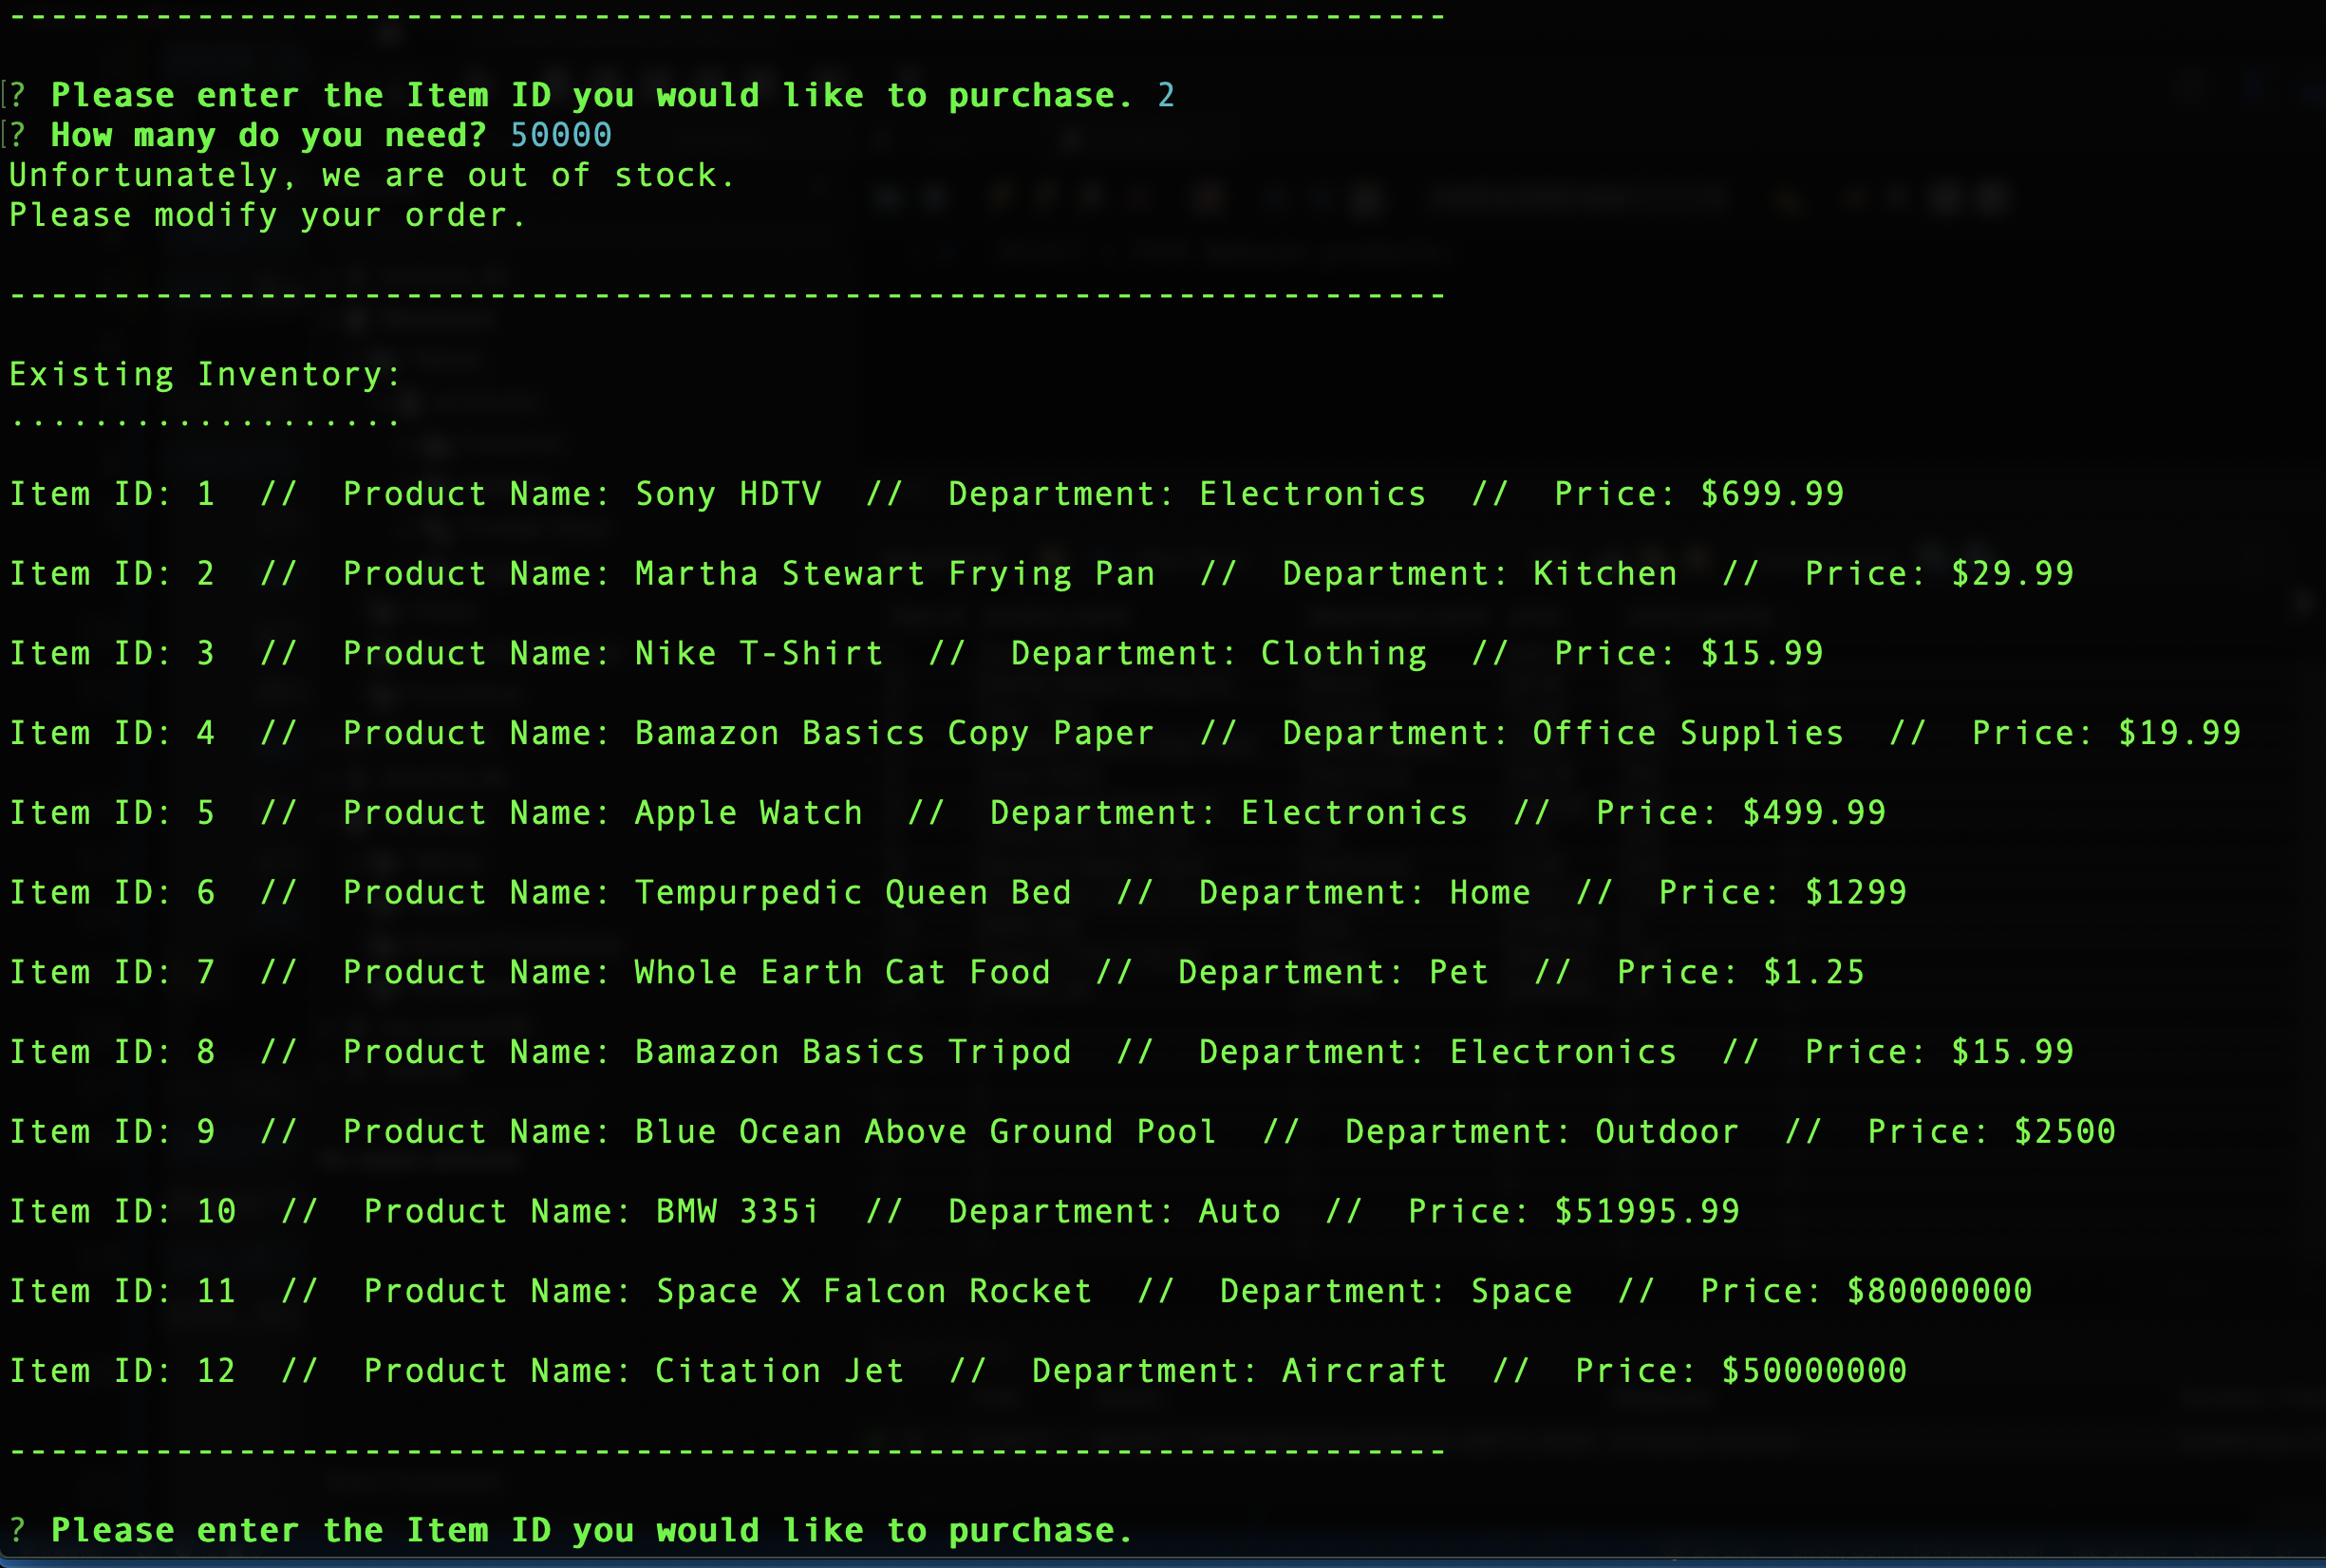 --------------------------------------------------------------------
? Please enter the Item ID you would like to purchase. 2
? How many do you need? 50000
Unfortunately, we are out of stock.
Please modify your order.
--------------------------------------------------------------------
Existing Inventory:
...................
Item ID: 1  //  Product Name: Sony HDTV  //  Department: Electronics  //  Price: $699.99
Item ID: 2  //  Product Name: Martha Stewart Frying Pan  //  Department: Kitchen  //  Price: $29.99
Item ID: 3  //  Product Name: Nike T-Shirt  //  Department: Clothing  //  Price: $15.99
Item ID: 4  //  Product Name: Bamazon Basics Copy Paper  //  Department: Office Supplies  //  Price: $19.99
Item ID: 5  //  Product Name: Apple Watch  //  Department: Electronics  //  Price: $499.99
Item ID: 6  //  Product Name: Tempurpedic Queen Bed  //  Department: Home  //  Price: $1299
Item ID: 7  //  Product Name: Whole Earth Cat Food  //  Department: Pet  //  Price: $1.25
Item ID: 8  //  Product Name: Bamazon Basics Tripod  //  Department: Electronics  //  Price: $15.99
Item ID: 9  //  Product Name: Blue Ocean Above Ground Pool  //  Department: Outdoor  //  Price: $2500
Item ID: 10  //  Product Name: BMW 335i  //  Department: Auto  //  Price: $51995.99
Item ID: 11  //  Product Name: Space X Falcon Rocket  //  Department: Space  //  Price: $80000000
Item ID: 12  //  Product Name: Citation Jet  //  Department: Aircraft  //  Price: $50000000
--------------------------------------------------------------------
? Please enter the Item ID you would like to purchase.